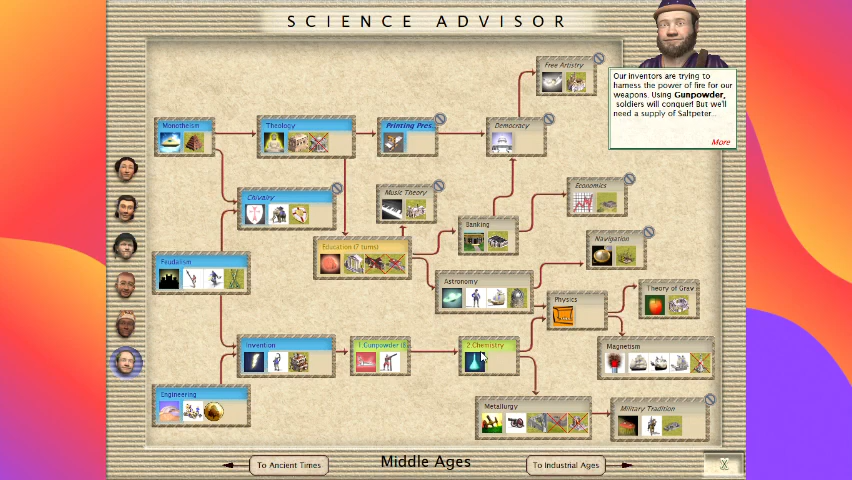 SCIENCE ADVISOR
Our inventors are trying to
harness the power of fire for our
weapons. Using Gunpowder,
soldiers will conquer! But we'll
need a supply of Saltpeter...
More
Free Artistry
Monotheism
Theology
Printing Pres
Democracy
Chivalry
Music Theory
Economics
Banking
Feudalism
Education (7 turns)
Navigation
Astronomy
Physics
Theory of Grav
Invention
1:Gunpowder (8
2:Chemistry
Magnetism
Engineering
Metallurgy
Military Tradition
To Ancient Times
Middle Ages
To Industrial Ages
X